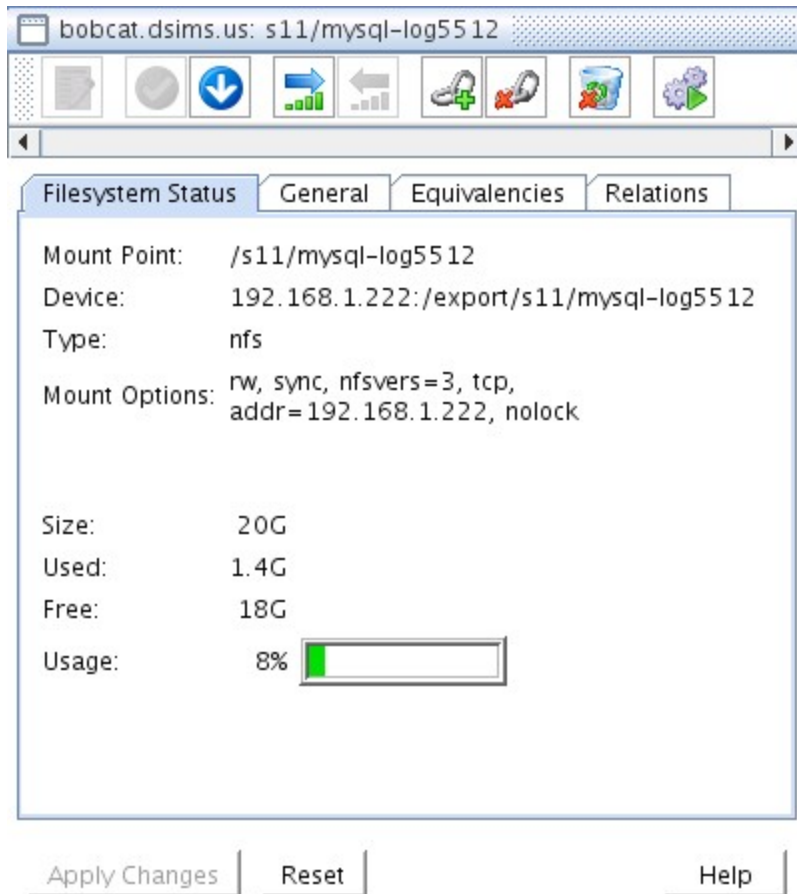 bobcat.dsims.us: s11/mysql-log5512
Filesystem Status General Equivalencies Relations
Mount Point: /s11/mysql-log5512
Device: 192.168.1.222:/export/s11/mysql-log5512
Type: nfs
Mount Options: rw, sync, nfsvers=3, tcp,
addr=192.168.1.222, nolock
Size: 20G
Used: 1.4G
Free: 18G
Usage: 8%
Apply Changes Reset Help